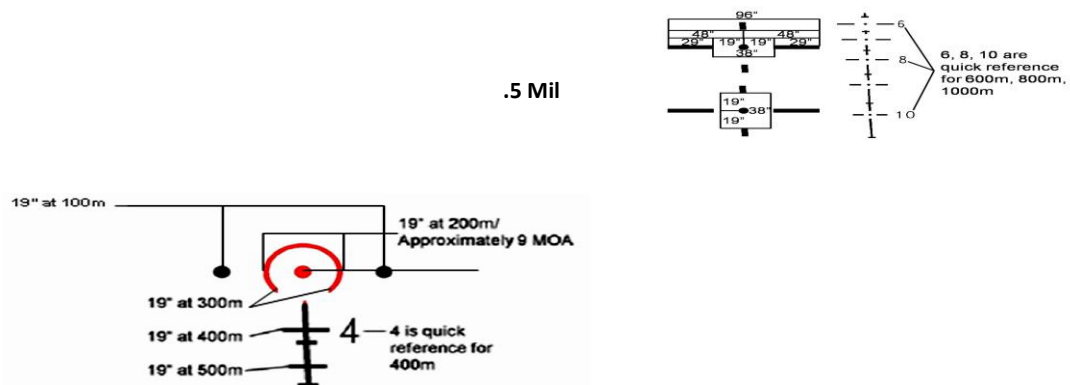 96"
48" 48"
29" 19" 19" 29"
38"
19" 38"
19"
6
8
10
6, 8, 10 are
quick reference
for 600m, 800m,
1000m
.5 Mil
19" at 100m
19" at 200m/
Approximately 9 MOA
19" at 300m
19" at 400m
19" at 500m
4
4 is quick
reference for
400m